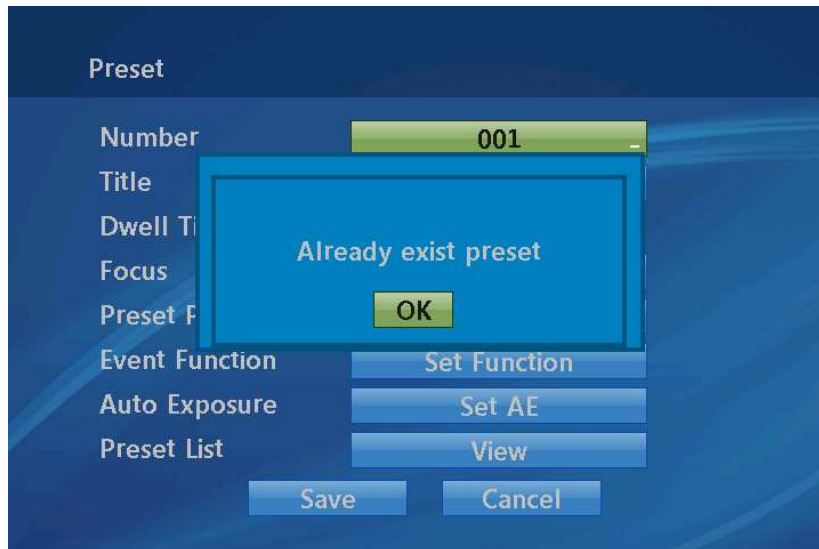 Preset
Number 001
Title
Dwell Ti
Already exist preset
Focus
OK
Preset P
Event Function Set Function
Auto Exposure Set AE
Preset List View
Save Cancel